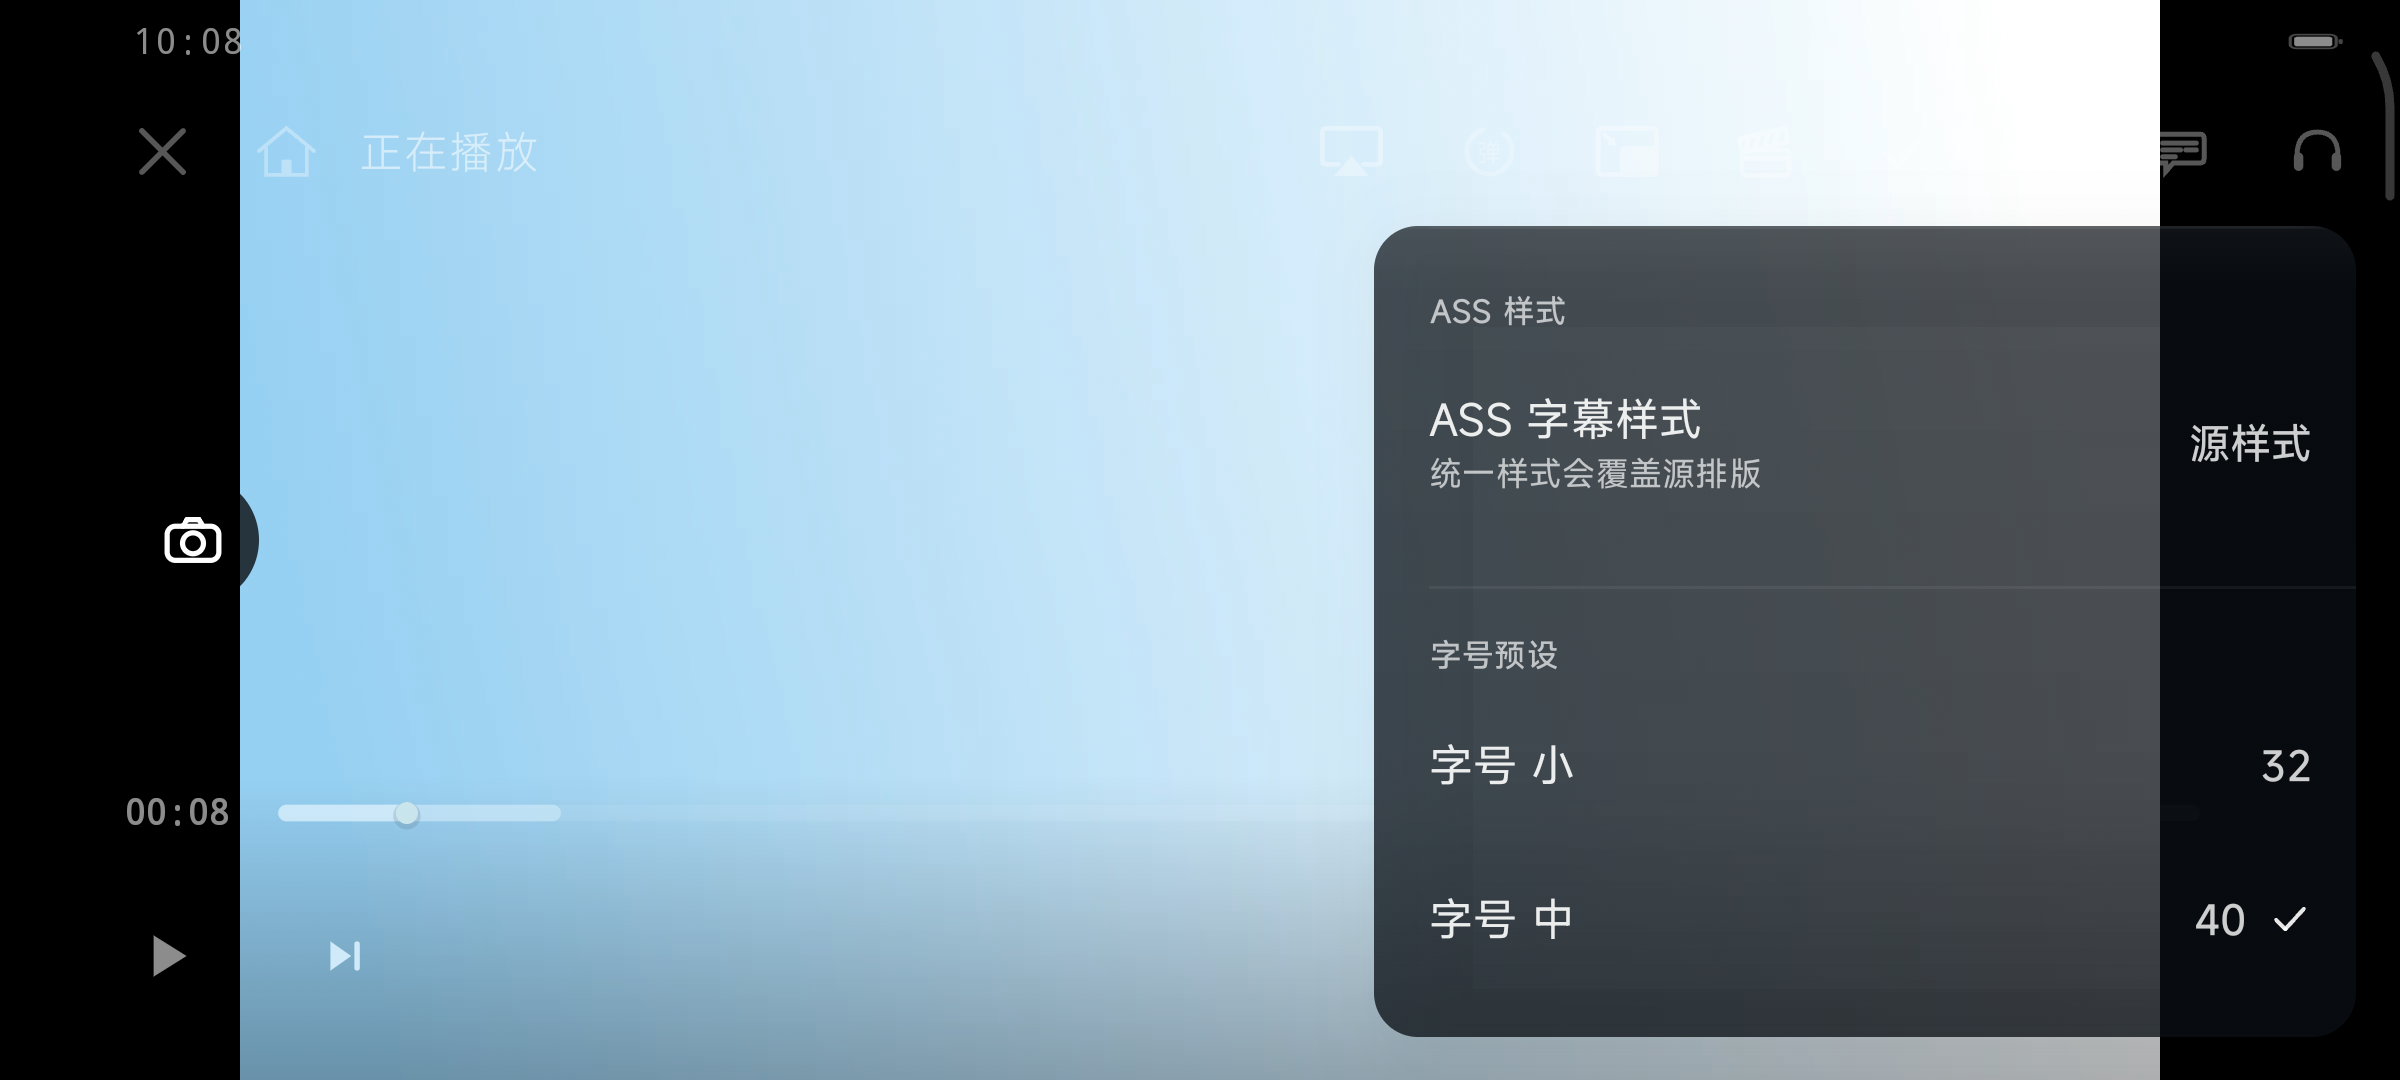 10:08
正在播放
弹
ASS 样式
ASS 字幕样式
源样式
统一样式会覆盖源排版
字号预设
字号 小
32
00:08
字号 中
40